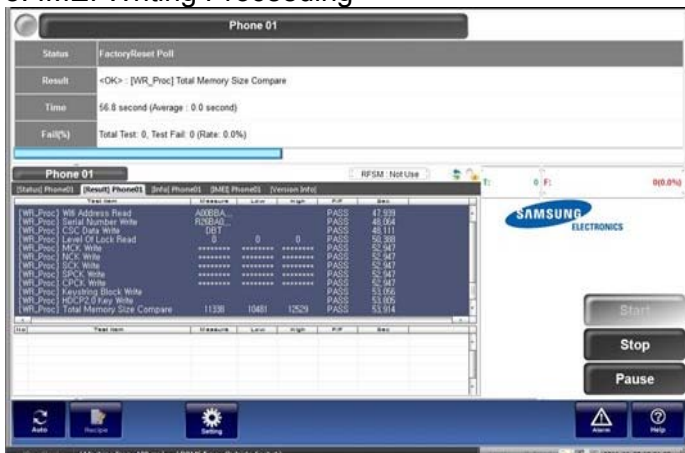 Phone 01
Status FactoryReset Poll
Result <OK> : [WR_Proc] Total Memory Size Compare
Time 56.8 second (Average : 0.0 second)
Fail(%) Total Test: 0, Test Fail: 0 (Rate: 0.0%)
Phone 01 RFSM : Not Use T: 0 F: 0(0.0%)
[Status] Phone01 [Result] Phone01 [Info] Phone01 [IMEI] Phone01 [Version Info]
Test Item Measure Low High P/F Sec
[WR_Proc] Wifi Address Read A00BBA... PASS 47,939
[WR_Proc] Serial Number Write PASS 48,064
[WR_Proc] CSC Data Write DBT PASS 48,111
[WR_Proc] Level Of Lock Read 0 0 0 PASS 50,388
[WR_Proc] MCK Write ******** ******** ******** PASS 52,947
[WR_Proc] NCK Write ******** ******** ******** PASS 52,947
[WR_Proc] SCK Write ******** ******** ******** PASS 52,947
[WR_Proc] SPCK Write ******** ******** ******** PASS 52,947
[WR_Proc] CPCK Write ******** ******** ******** PASS 52,947
[WR_Proc] Keystring Block Write PASS 53,056
[WR_Proc] HDCP2.0 Key Write PASS 53,805
[WR_Proc] Total Memory Size Compare 11338 10481 12529 PASS 53,914
SAMSUNG
ELECTRONICS
No Test Item Measure Low High P/F Sec
Start
Stop
Pause
Auto Recipe Setting Alarm Help